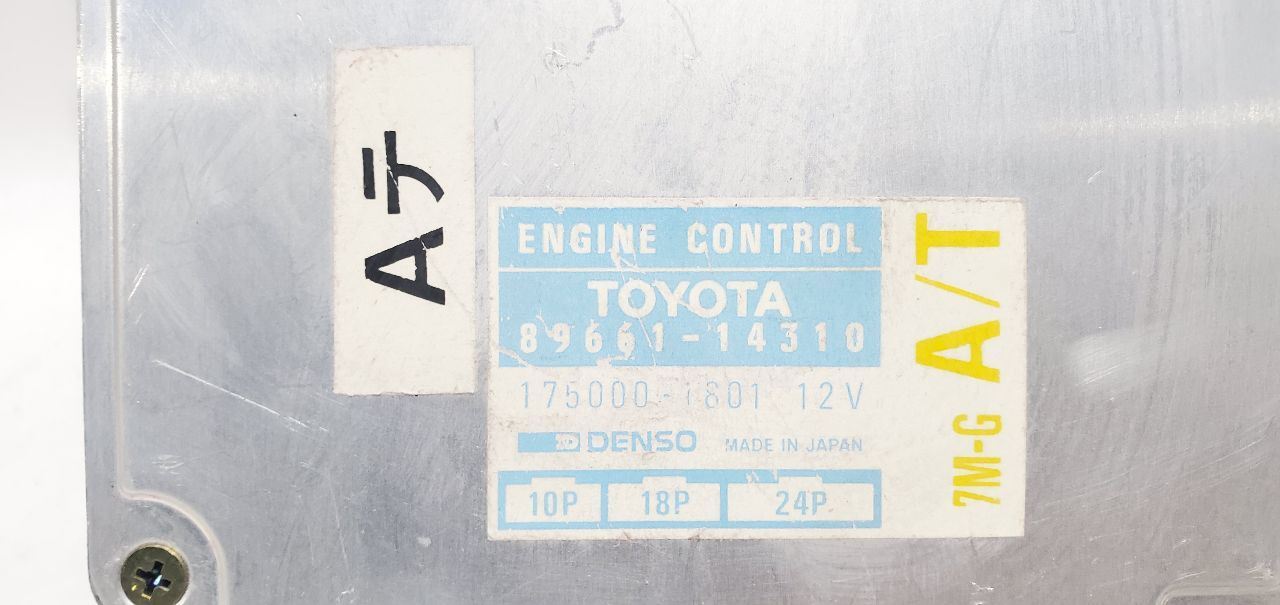 Aテ
ENGINE CONTROL
TOYOTA
89661-14310
175000-1801 12V
DENSO MADE IN JAPAN
10P 18P 24P
7M-G A/T